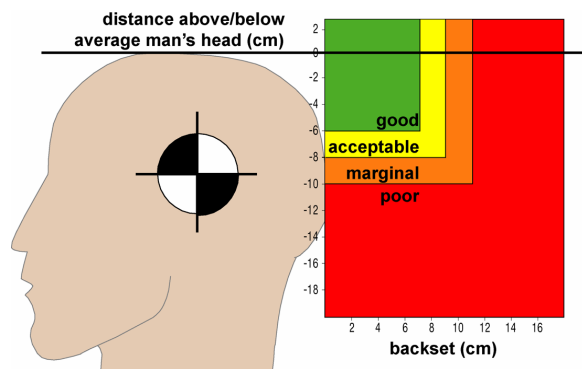 distance above/below
average man's head (cm)
2
0
-2
-4
-6
-8
-10
-12
-14
-16
-18
good
acceptable
marginal
poor
2 4 6 8 10 12 14 16
backset (cm)